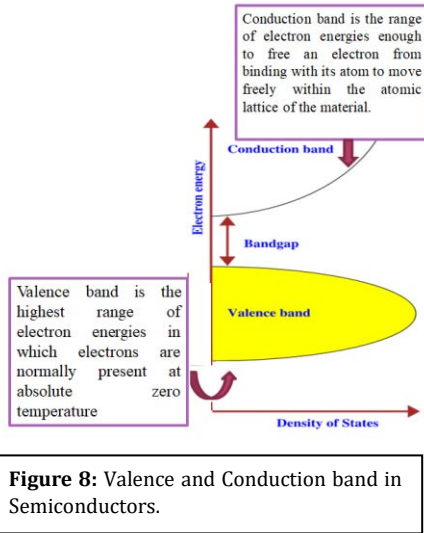 Conduction band is the range
of electron energies enough
to free an electron from
binding with its atom to move
freely within the atomic
lattice of the material.
Conduction band
Electron energy
Bandgap
Valence band is the
highest range of
electron energies in
which electrons are
normally present at
absolute zero
temperature
Valence band
Density of States
Figure 8: Valence and Conduction band in
Semiconductors.